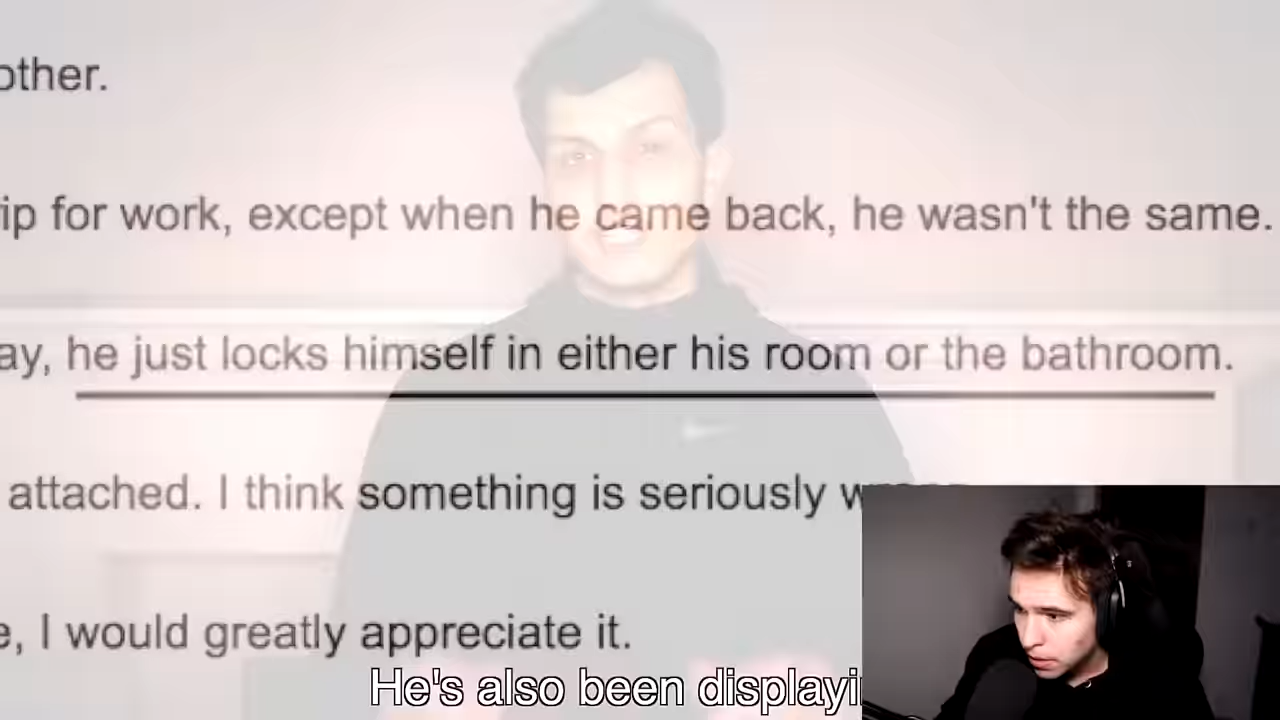 other.
ip for work, except when he came back, he wasn't the same.
ay, he just locks himself in either his room or the bathroom.
attached. I think something is seriously
e, I would greatly appreciate it.
He's also been displayi